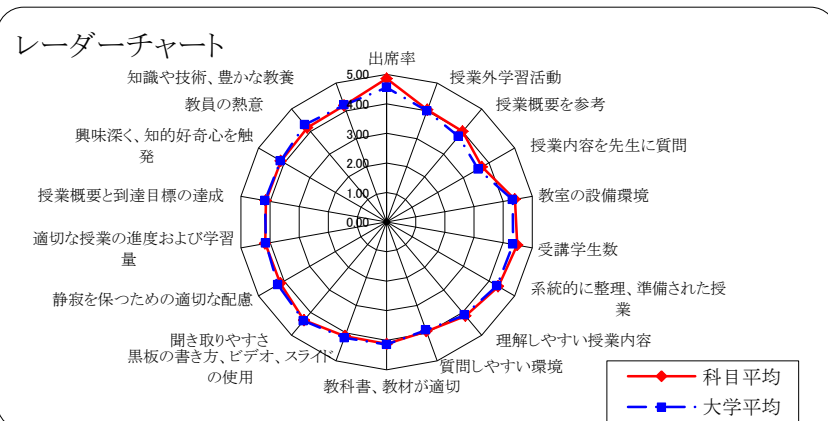 レーダーチャート
出席率
授業外学習活動
授業概要を参考
授業内容を先生に質問
教室の設備環境
受講学生数
系統的に整理、準備された授
業
理解しやすい授業内容
質問しやすい環境
教科書、教材が適切
黒板の書き方、ビデオ、スライド
の使用
聞き取りやすさ
静寂を保つための適切な配慮
適切な授業の進度および学習
量
授業概要と到達目標の達成
興味深く、知的好奇心を触
発
教員の熱意
知識や技術、豊かな教養
5.00
4.00
3.00
2.00
1.00
0.00
科目平均
大学平均